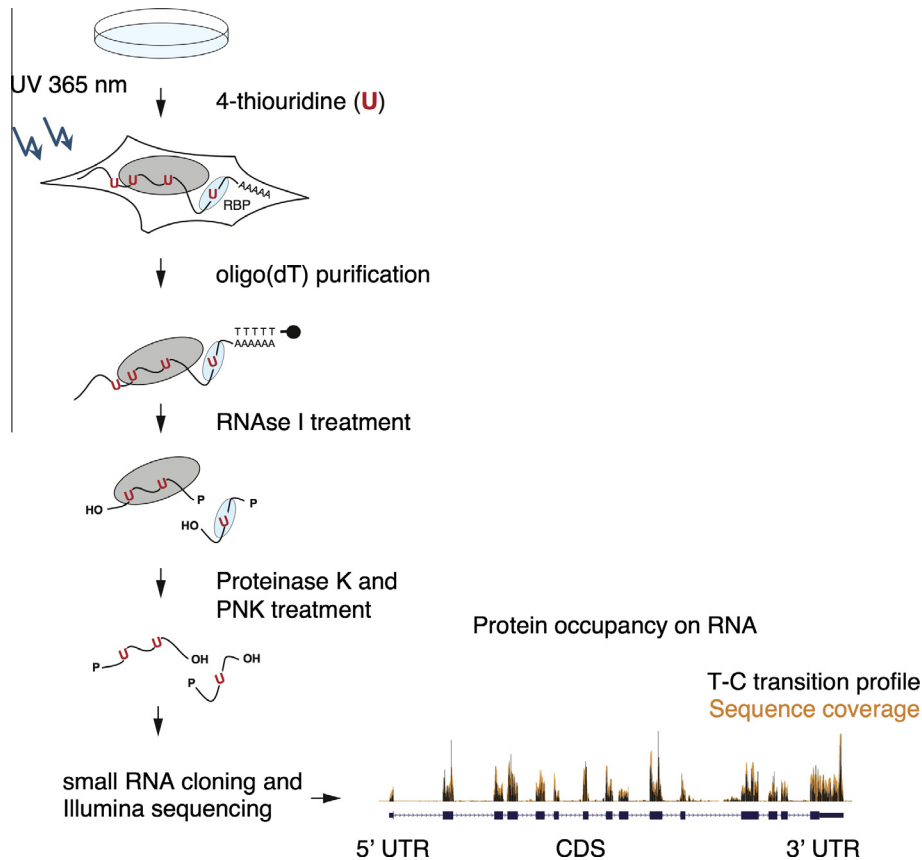 UV 365 nm
4-thiouridine (U)
U U U U AAAAA
RBP
oligo(dT) purification
TTTTT
AAAAAA
U U U U
RNAse I treatment
U U P
HO
P
HO U
Proteinase K and
PNK treatment
U U OH
P
OH
P U
small RNA cloning and
Illumina sequencing
Protein occupancy on RNA
T-C transition profile
Sequence coverage
5' UTR CDS 3' UTR